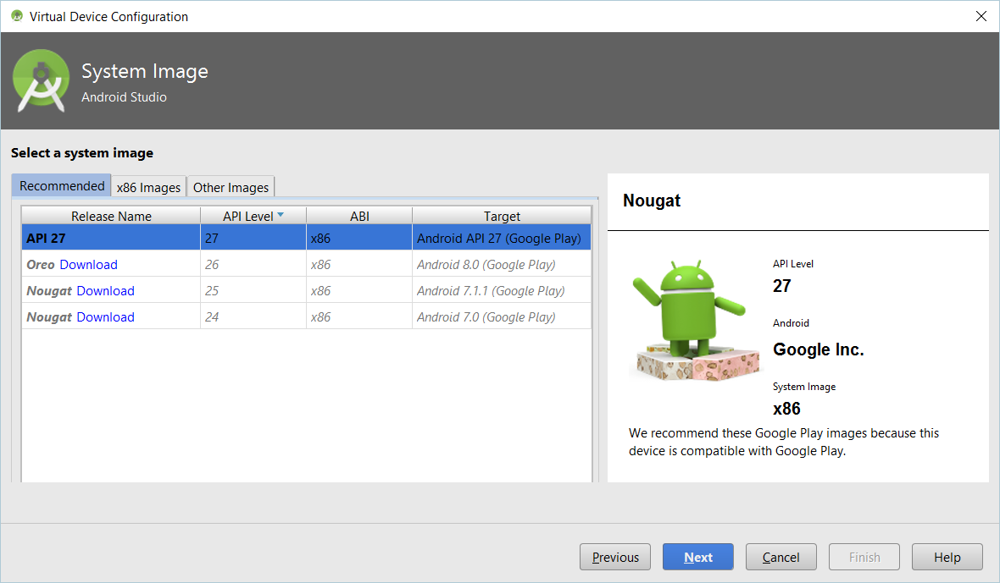 Virtual Device Configuration
System Image
Android Studio
Select a system image
Recommended x86 Images Other Images
Release Name API Level ABI Target
API 27 27 x86 Android API 27 (Google Play)
Oreo Download 26 x86 Android 8.0 (Google Play)
Nougat Download 25 x86 Android 7.1.1 (Google Play)
Nougat Download 24 x86 Android 7.0 (Google Play)
Nougat
API Level
27
Android
Google Inc.
System Image
x86
We recommend these Google Play images because this
device is compatible with Google Play.
Previous Next Cancel Finish Help